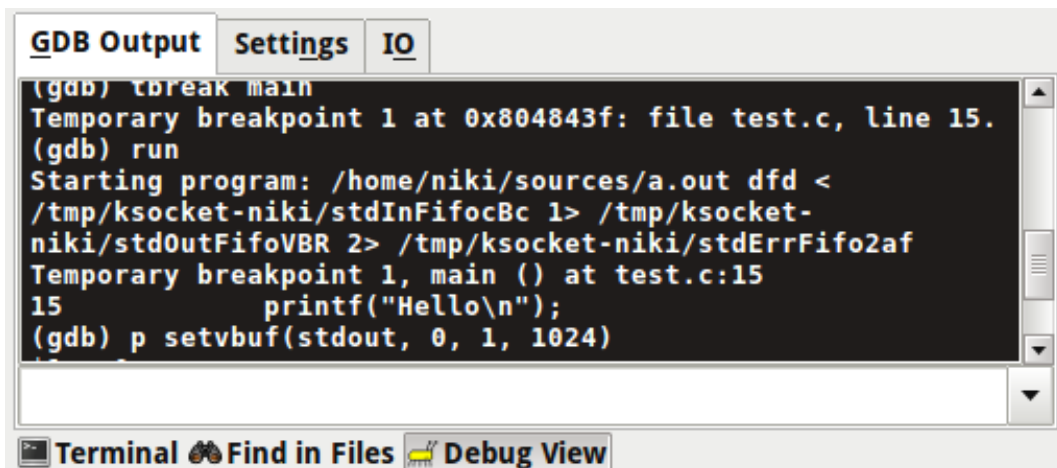 GDB Output Settings IO
(gdb) tbreak main
Temporary breakpoint 1 at 0x804843f: file test.c, line 15.
(gdb) run
Starting program: /home/niki/sources/a.out dfd <
/tmp/ksocket-niki/stdInFifocBc 1> /tmp/ksocket-
niki/stdOutFifoVBR 2> /tmp/ksocket-niki/stdErrFifo2af
Temporary breakpoint 1, main () at test.c:15
15 printf("Hello\n");
(gdb) p setvbuf(stdout, 0, 1, 1024)
Terminal Find in Files Debug View